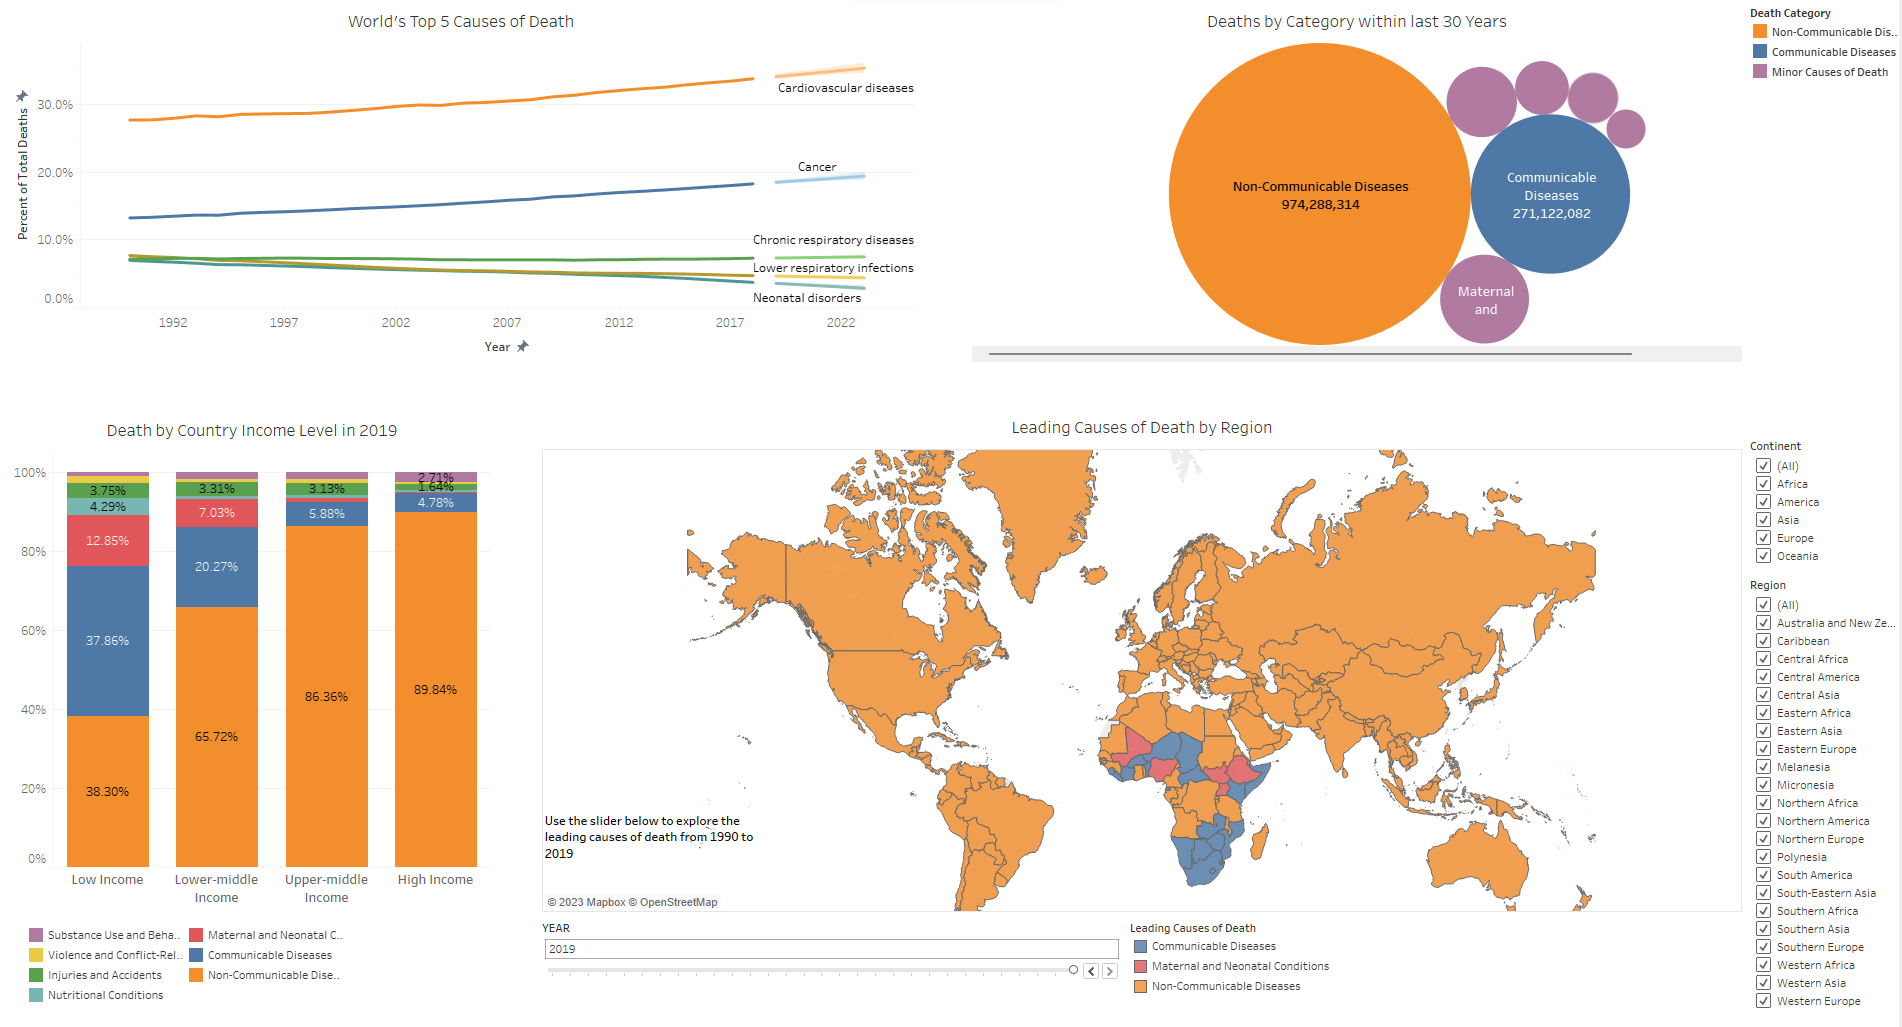 World's Top 5 Causes of Death
Percent of Total Deaths
30.0%
20.0%
10.0%
0.0%
Cardiovascular diseases
Cancer
Chronic respiratory diseases
Lower respiratory infections
Neonatal disorders
1992
1997
2002
2007
2012
2017
2022
Year
Deaths by Category within last 30 Years
Non-Communicable Diseases
974,288,314
Communicable
Diseases
271,122,082
Maternal
and
Death Category
Non-Communicable Dis..
Communicable Diseases
Minor Causes of Death
Death by Country Income Level in 2019
100%
80%
60%
40%
20%
0%
3.75%
4.29%
12.85%
37.86%
38.30%
3.31%
7.03%
20.27%
65.72%
3.13%
5.88%
86.36%
2.71%
1.64%
4.78%
89.84%
Low Income
Lower-middle
Income
Upper-middle
Income
High Income
Substance Use and Beha..
Violence and Conflict-Rel..
Injuries and Accidents
Nutritional Conditions
Maternal and Neonatal C..
Communicable Diseases
Non-Communicable Dise..
Leading Causes of Death by Region
Use the slider below to explore the
leading causes of death from 1990 to
2019
© 2023 Mapbox © OpenStreetMap
YEAR
2019
Leading Causes of Death
Communicable Diseases
Maternal and Neonatal Conditions
Non-Communicable Diseases
Continent
(All)
Africa
America
Asia
Europe
Oceania
Region
(All)
Australia and New Ze...
Caribbean
Central Africa
Central America
Central Asia
Eastern Africa
Eastern Asia
Eastern Europe
Melanesia
Micronesia
Northern Africa
Northern America
Northern Europe
Polynesia
South America
South-Eastern Asia
Southern Africa
Southern Asia
Southern Europe
Western Africa
Western Asia
Western Europe